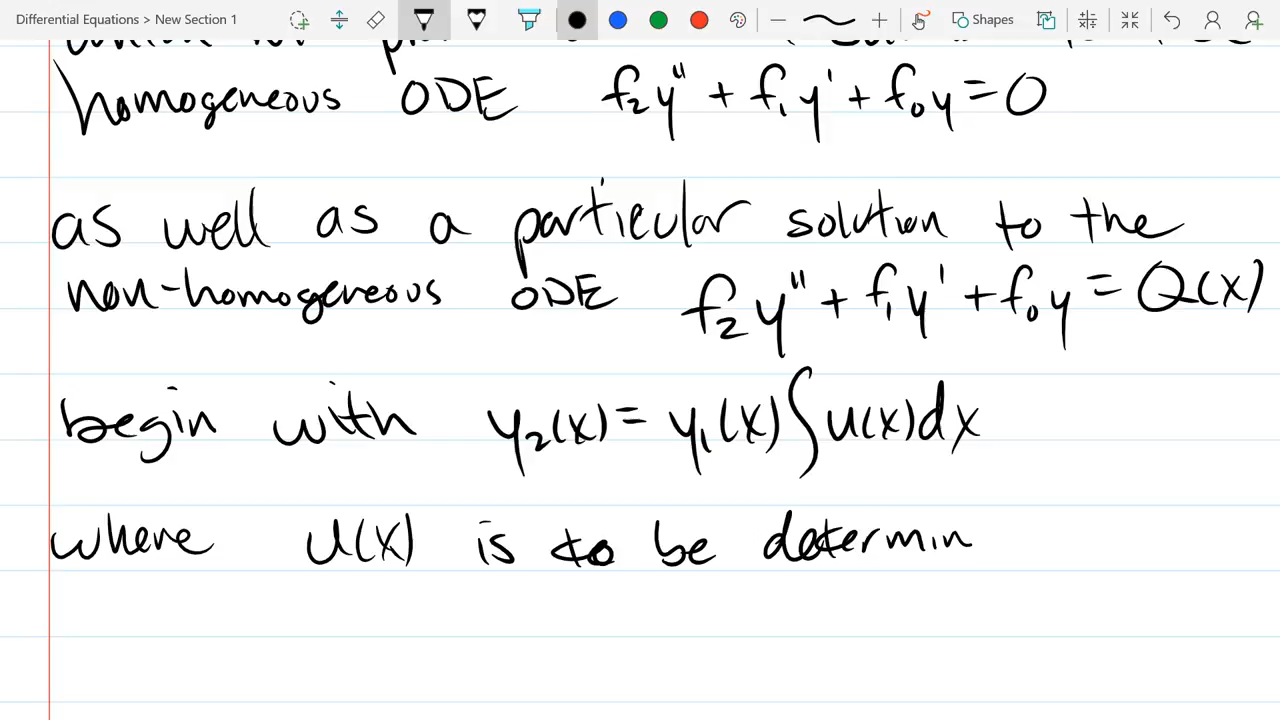 Differential Equations > New Section 1
Shapes
homogeneous ODE f₂y" + f₁y' + f₀y = 0
as well as a particular solution to the
non-homogeneous ODE f₂y" + f₁y' + f₀y = Q(x)
begin with y₂(x) = y₁(x) ∫ u(x) dx
where u(x) is to be determin